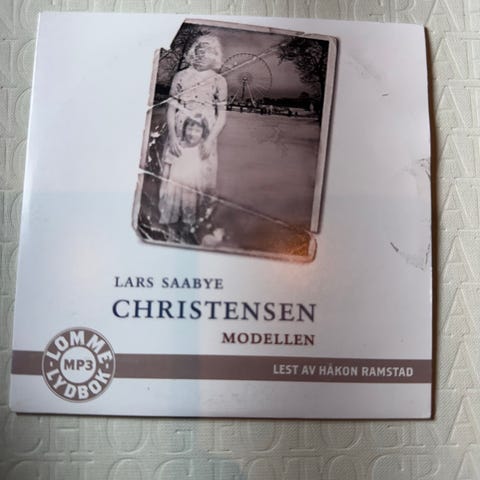 LARS SAABYE
CHRISTENSEN
MODELLEN
LOMME-
MP3
LYDBOK
LEST AV HÅKON RAMSTAD